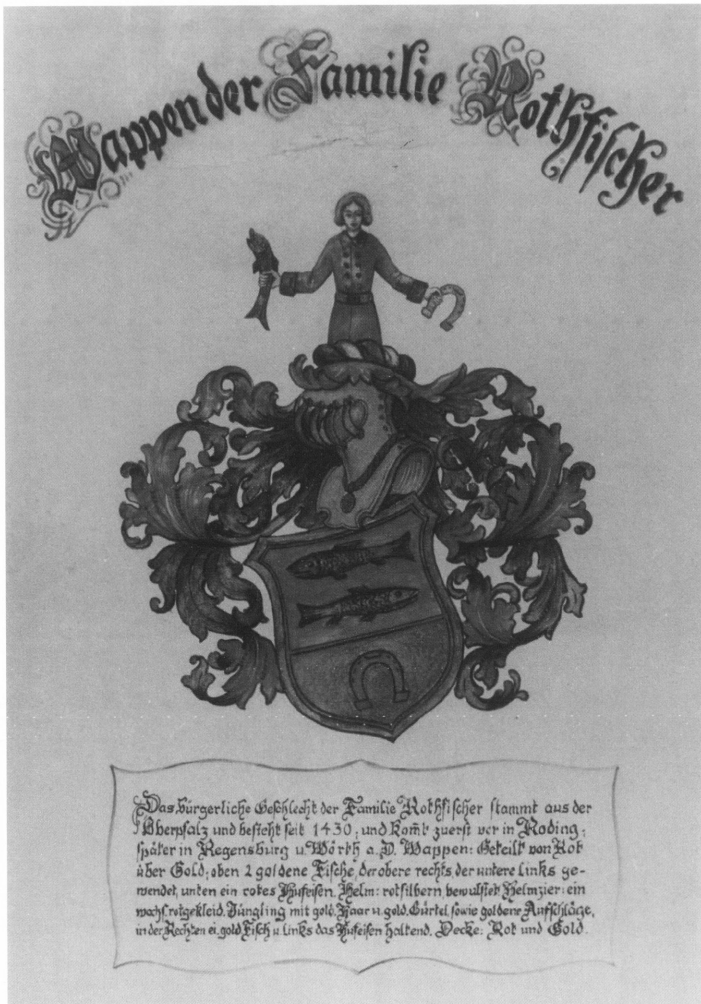 Wappen der Familie Rothfischer
Das bürgerliche Geschlecht der Familie Rothfischer stammt aus der
Oberpfalz und besteht seit 1430; und komt zuerst vor in Roding;
später in Regensburg u. Wörth a. D. Wappen: Geteilt von Rot
über Gold; oben 2 goldene Fische, der obere rechts, der untere links ge-
wendet, unten ein rotes Hufeisen. Helm: rotsilbern bewulstet Helmzier: ein
wachs. rotgekleid. Jüngling mit gold. Haar u. gold. Gürtel sowie goldene Aufschläge,
in der Rechten ei. gold Fisch u. links das Hufeisen haltend. Decke: Rot und Gold.